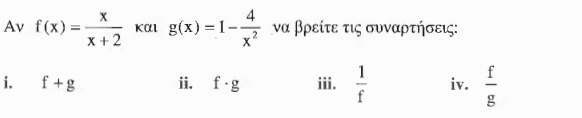 Αν f(x) = x/(x+2) και g(x) = 1 − 4/x² να βρείτε τις συναρτήσεις:
i. f + g ii. f · g iii. 1/f iv. f/g